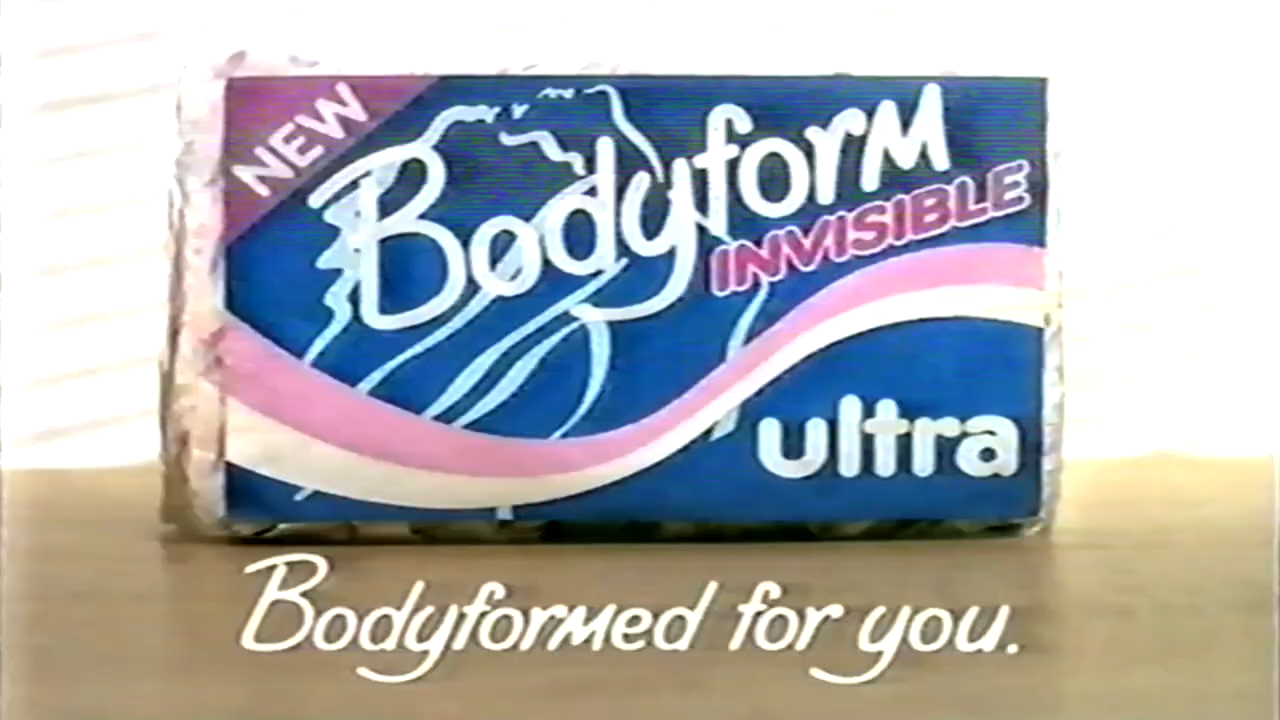 NEW
Bodyform
INVISIBLE
ultra
Bodyformed for you.